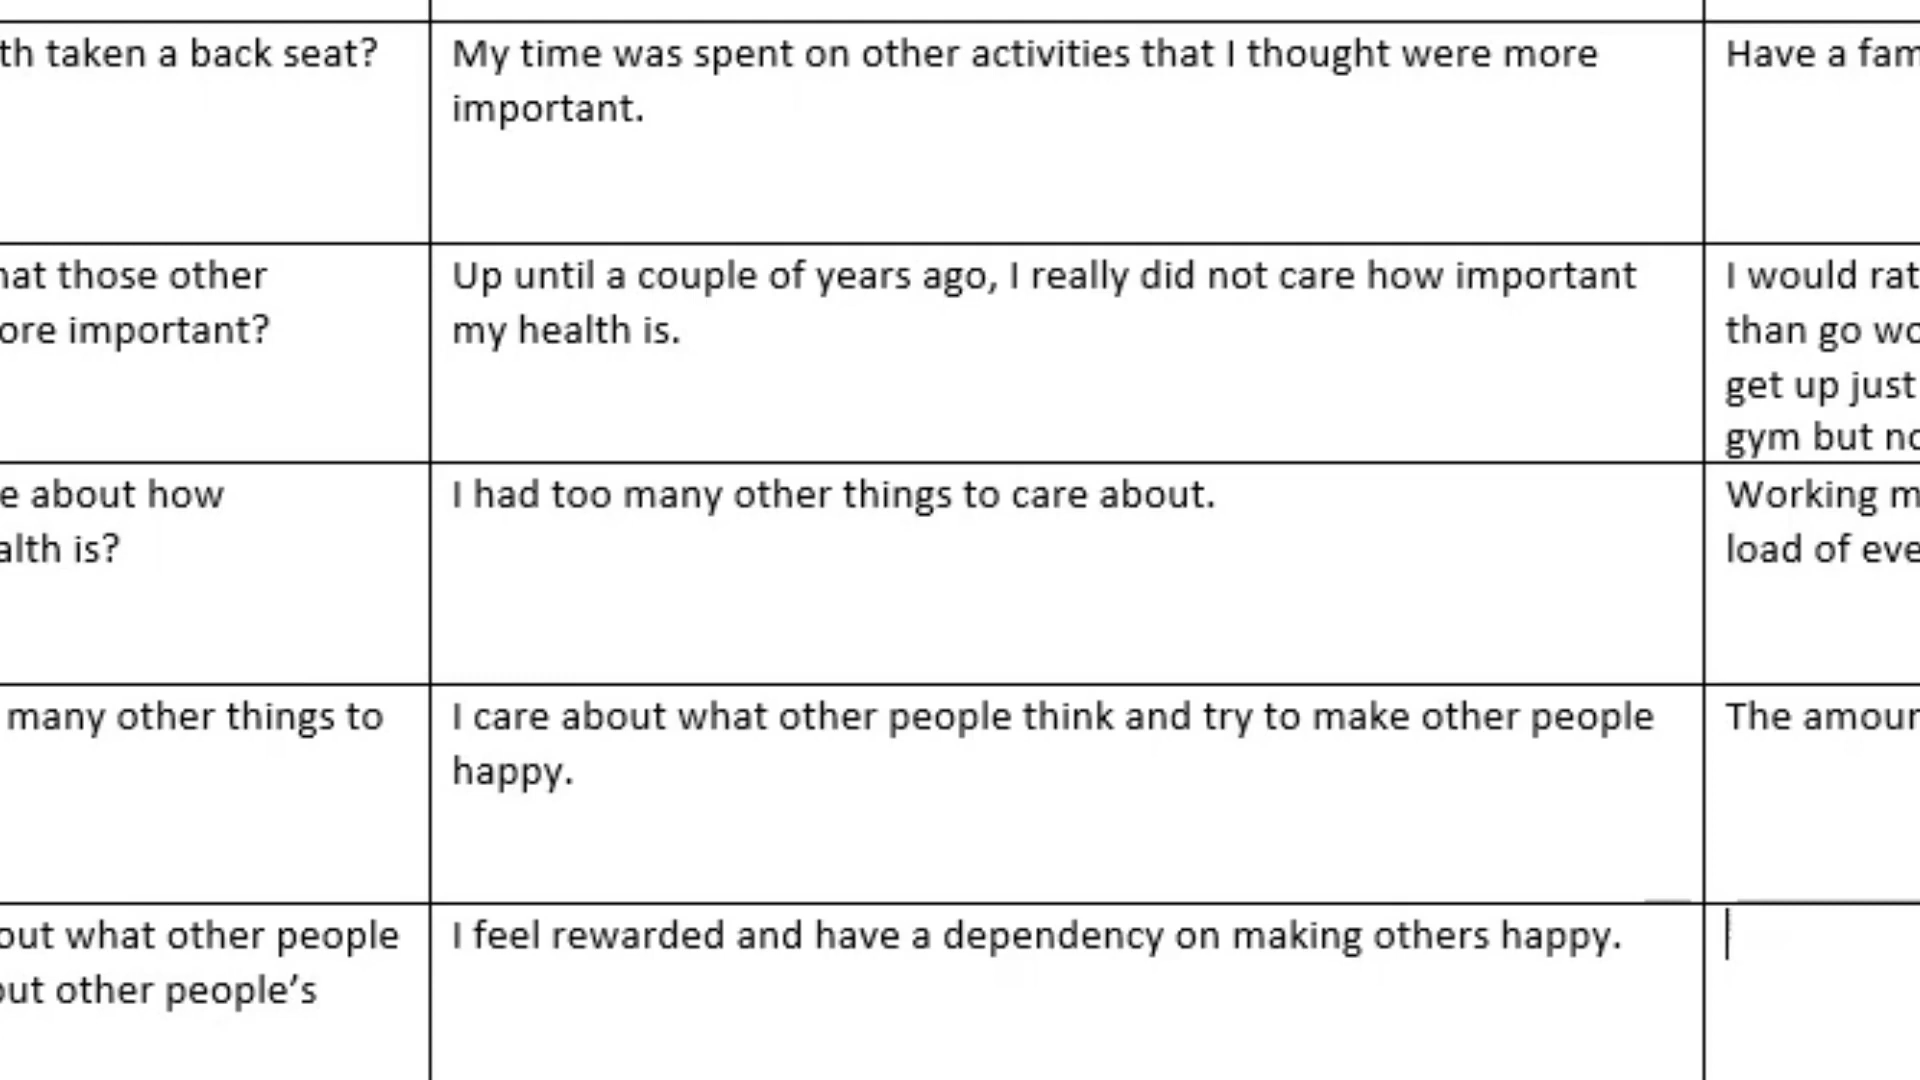 th taken a back seat?
My time was spent on other activities that I thought were more
important.
Have a fam
hat those other
ore important?
Up until a couple of years ago, I really did not care how important
my health is.
I would rat
than go wo
get up just
gym but no
e about how
alth is?
I had too many other things to care about.
Working m
load of eve
many other things to
I care about what other people think and try to make other people
happy.
The amour
out what other people
out other people's
I feel rewarded and have a dependency on making others happy.